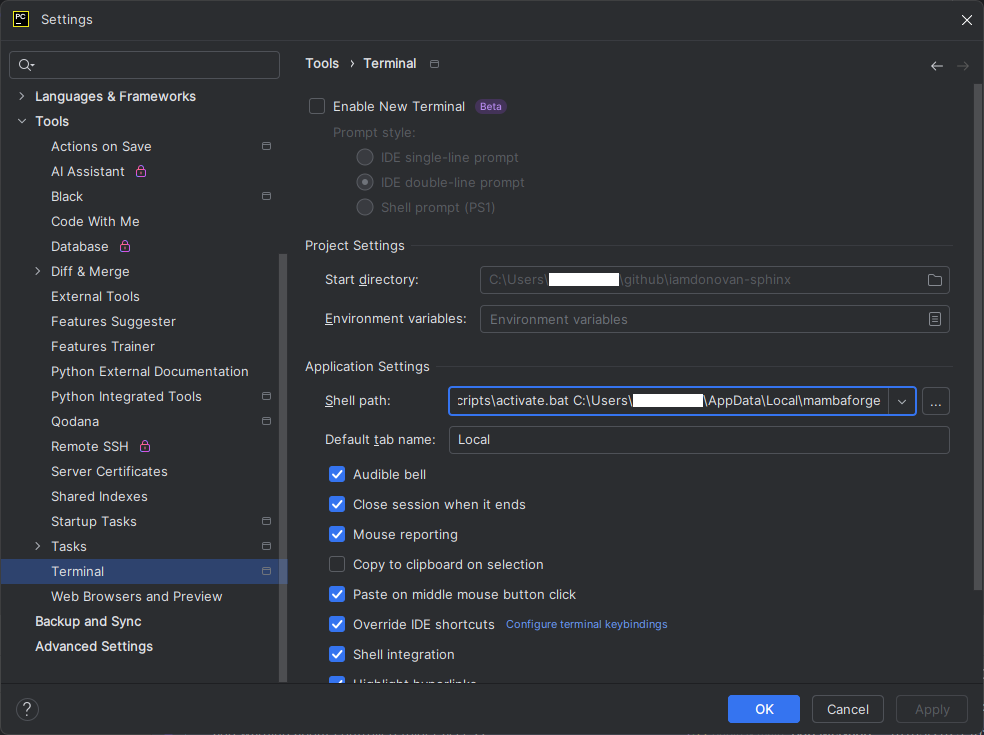 PC
Settings
Languages & Frameworks
Tools
Actions on Save
AI Assistant
Black
Code With Me
Database
Diff & Merge
External Tools
Features Suggester
Features Trainer
Python External Documentation
Python Integrated Tools
Qodana
Remote SSH
Server Certificates
Shared Indexes
Startup Tasks
Tasks
Terminal
Web Browsers and Preview
Backup and Sync
Advanced Settings
Tools › Terminal
Enable New Terminal Beta
Prompt style:
IDE single-line prompt
IDE double-line prompt
Shell prompt (PS1)
Project Settings
Start directory: C:\Users\ \github\iamdonovan-sphinx
Environment variables: Environment variables
Application Settings
Shell path: cripts\activate.bat C:\Users\ \AppData\Local\mambaforge ...
Default tab name: Local
Audible bell
Close session when it ends
Mouse reporting
Copy to clipboard on selection
Paste on middle mouse button click
Override IDE shortcuts Configure terminal keybindings
Shell integration
Highlight hyperlinks
? OK Cancel Apply